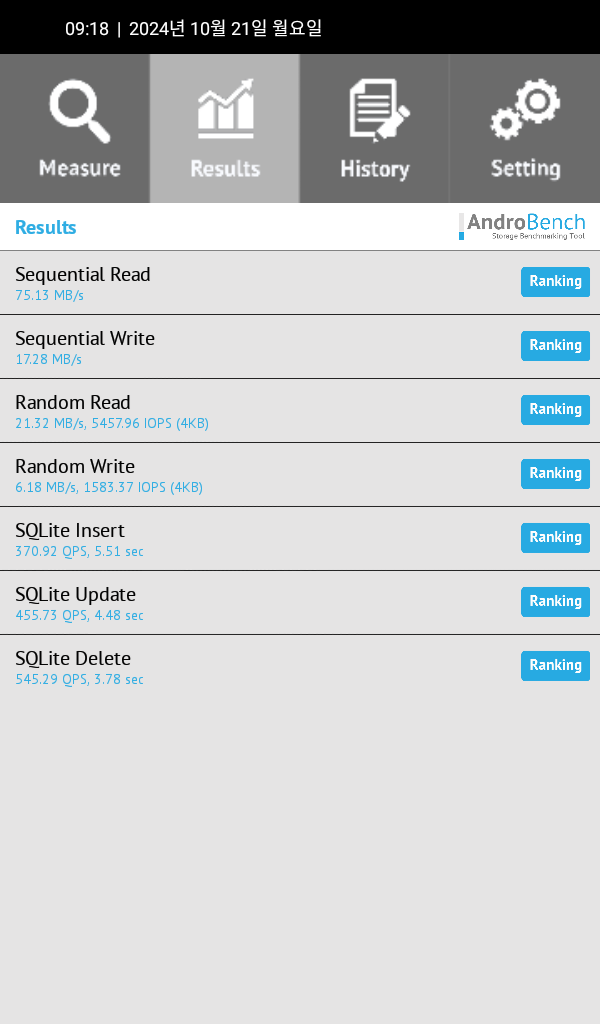 09:18 | 2024년 10월 21일 월요일
Measure
Results
History
Setting
Results
AndroBench
Storage Benchmarking Tool
Sequential Read
75.13 MB/s
Ranking
Sequential Write
17.28 MB/s
Ranking
Random Read
21.32 MB/s, 5457.96 IOPS (4KB)
Ranking
Random Write
6.18 MB/s, 1583.37 IOPS (4KB)
Ranking
SQLite Insert
370.92 QPS, 5.51 sec
Ranking
SQLite Update
455.73 QPS, 4.48 sec
Ranking
SQLite Delete
545.29 QPS, 3.78 sec
Ranking